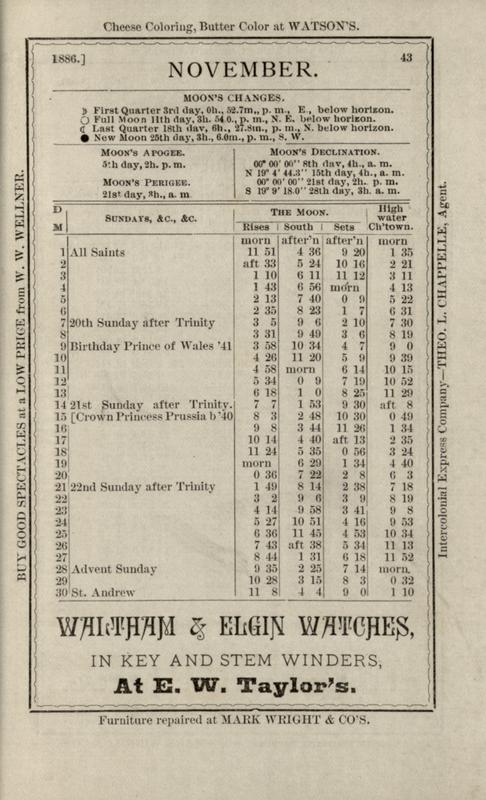 Cheese Coloring, Butter Color at WATSON'S.
1886.] 43
NOVEMBER.
MOON'S CHANGES.
☽ First Quarter 3rd day, 0h., 52.7m., p. m., E., below horizon.
○ Full Moon 11th day, 3h. 54.0., p. m., N. E. below horizon.
☾ Last Quarter 18th dav, 6h., 27.8m., p. m., N. below horizon.
● New Moon 25th day, 3h., 6.0m., p. m., S. W.
MOON'S APOGEE.
5th day, 2h. p. m.
MOON'S PERIGEE.
21st day, 8h., a. m
MOON'S DECLINATION.
00° 00' 00" 8th dav, 4h., a. m.
N 19° 4' 44.3" 15th day, 4h., a. m.
00° 00' 00" 21st day, 2h. p. m.
S 19° 9' 18.0" 28th day, 3h. a. m.
D M SUNDAYS, &C., &C. THE MOON. High water Ch'town.
Rises South Sets
morn after'n after'n morn
1 All Saints 11 51 4 36 9 20 1 35
2 aft 33 5 24 10 16 2 21
3 1 10 6 11 11 12 3 11
4 1 43 6 56 morn 4 13
5 2 13 7 40 0 9 5 22
6 2 35 8 23 1 7 6 31
7 20th Sunday after Trinity 3 5 9 6 2 10 7 30
8 3 31 9 49 3 6 8 19
9 Birthday Prince of Wales '41 3 58 10 34 4 7 9 0
10 4 26 11 20 5 9 9 39
11 4 58 morn 6 14 10 15
12 5 34 0 9 7 19 10 52
13 6 18 1 0 8 25 11 29
14 21st Sunday after Trinity. 7 7 1 53 9 30 aft 8
15 [Crown Princess Prussia b '40 8 3 2 48 10 30 0 49
16 9 8 3 44 11 26 1 34
17 10 14 4 40 aft 13 2 35
18 11 24 5 35 0 56 3 24
19 morn 6 29 1 34 4 40
20 0 36 7 22 2 8 6 3
21 22nd Sunday after Trinity 1 49 8 14 2 38 7 18
22 3 2 9 6 3 9 8 19
23 4 14 9 58 3 41 9 8
24 5 27 10 51 4 16 9 53
25 6 36 11 45 4 53 10 34
26 7 43 aft 38 5 34 11 13
27 8 44 1 31 6 18 11 52
28 Advent Sunday 9 35 2 25 7 14 morn.
29 10 28 3 15 8 3 0 32
30 St. Andrew 11 8 4 4 9 0 1 10
WALTHAM & ELGIN WATCHES,
IN KEY AND STEM WINDERS,
At E. W. Taylor's.
Furniture repaired at MARK WRIGHT & CO'S.
BUY GOOD SPECTACLES at a LOW PRICE from W. W. WELLNER.
Intercolonial Express Company—THEO. L. CHAPPELLE, Agent.